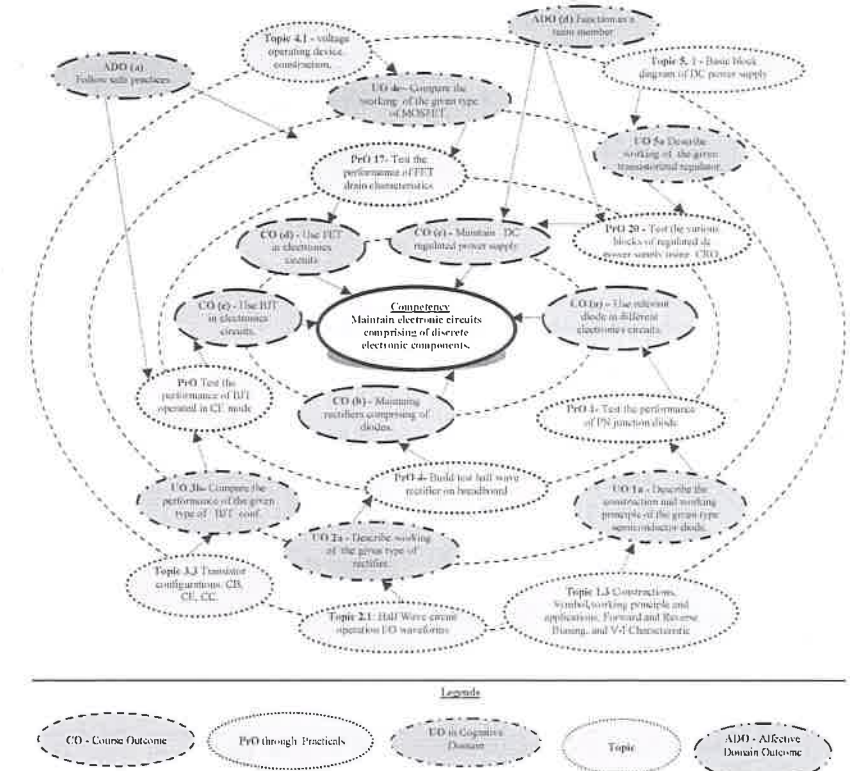 Topic 4.1 - voltage
operating device,
construction,
ADO (d) Function as a
team member
ADO (a)
Follow safe practices
Topic 5. 1 - Basic block
diagram of DC power supply
UO 4c- Compare the
working of the given type
of MOSFET.
UO 5a Describe
working of the given
transistorized regulator.
PrO 17- Test the
performance of FET
drain characteristics
CO (d) - Use FET
in electronics
circuits
CO (e) - Maintain DC
regulated power supply
PrO 20 - Test the various
blocks of regulated dc
power supply using CRO
Competency
Maintain electronic circuits
comprising of discrete
electronic components.
CO (c) - Use BJT
in electronics
circuits.
CO (a) - Use relevant
diode in different
electronics circuits.
PrO Test the
performance of BJT
operated in CE mode
CO (b) - Maintaing
rectifiers comprising of
diodes.
PrO 1- Test the performance
of PN junction diode
PrO Build/test half wave
rectifier on breadboard
UO 3b- Compare the
performance of the given
type of BJT conf.
UO 1a - Describe the
construction and working
principle of the given type
semiconductor diode.
UO 2a - Describe working
of the given type of
rectifier.
Topic 3.3 Transistor
configurations. CB,
CE, CC.
Topic 2.1: Half Wave circuit
operation I/O waveforms
Topic 1.3 Constructions,
Symbol,working principle and
applications, Forward and Reverse
Biasing, and V-I Characteristic
Legends
CO - Course Outcome
PrO through Practicals
UO in Cognitive
Domain
Topic
ADO - Affective
Domain Outcome